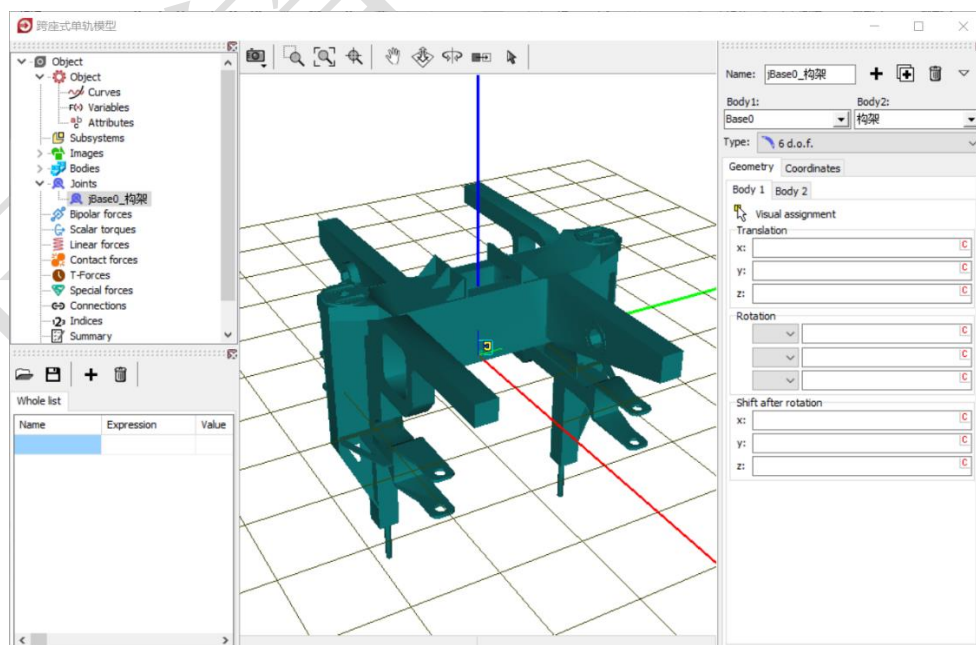 跨座式单轨模型
Object
Object
Curves
F(x) Variables
Attributes
Subsystems
Images
Bodies
Joints
jBase0_构架
Bipolar forces
Scalar torques
Linear forces
Contact forces
T-Forces
Special forces
Connections
Indices
Summary
Whole list
Name Expression Value
Name: jBase0_构架
Body1: Body2:
Base0 构架
Type: 6 d.o.f.
Geometry Coordinates
Body 1 Body 2
Visual assignment
Translation
x: C
y: C
z: C
Rotation
C
C
C
Shift after rotation
x: C
y: C
z: C